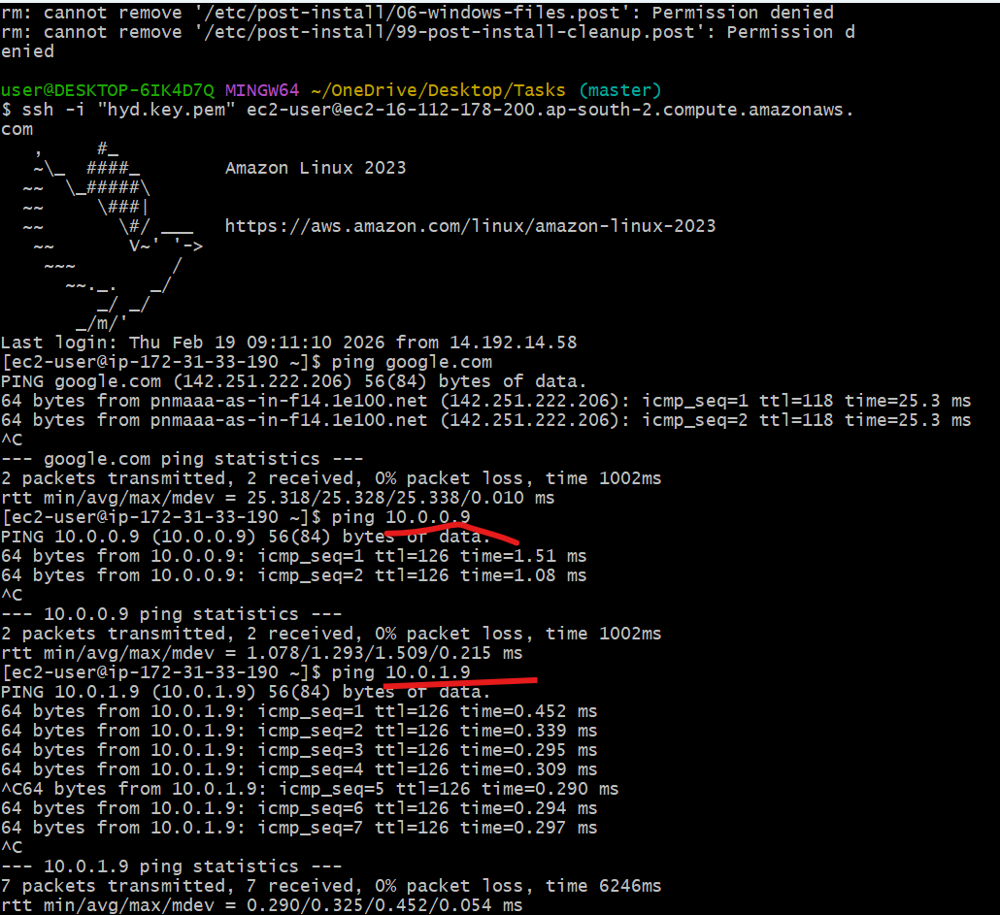 rm: cannot remove '/etc/post-install/06-windows-files.post': Permission denied
rm: cannot remove '/etc/post-install/99-post-install-cleanup.post': Permission d
enied

user@DESKTOP-6IK4D7Q MINGW64 ~/OneDrive/Desktop/Tasks (master)
$ ssh -i "hyd.key.pem" ec2-user@ec2-16-112-178-200.ap-south-2.compute.amazonaws.
com
   ,     #_
   ~\_  ####_        Amazon Linux 2023
  ~~  \_#####\
  ~~     \###|
  ~~       \#/ ___   https://aws.amazon.com/linux/amazon-linux-2023
   ~~       V~' '->
    ~~~         /
      ~~._.   _/
         _/ _/
       _/m/'
Last login: Thu Feb 19 09:11:10 2026 from 14.192.14.58
[ec2-user@ip-172-31-33-190 ~]$ ping google.com
PING google.com (142.251.222.206) 56(84) bytes of data.
64 bytes from pnmaaa-as-in-f14.1e100.net (142.251.222.206): icmp_seq=1 ttl=118 time=25.3 ms
64 bytes from pnmaaa-as-in-f14.1e100.net (142.251.222.206): icmp_seq=2 ttl=118 time=25.3 ms
^C
--- google.com ping statistics ---
2 packets transmitted, 2 received, 0% packet loss, time 1002ms
rtt min/avg/max/mdev = 25.318/25.328/25.338/0.010 ms
[ec2-user@ip-172-31-33-190 ~]$ ping 10.0.0.9
PING 10.0.0.9 (10.0.0.9) 56(84) bytes of data.
64 bytes from 10.0.0.9: icmp_seq=1 ttl=126 time=1.51 ms
64 bytes from 10.0.0.9: icmp_seq=2 ttl=126 time=1.08 ms
^C
--- 10.0.0.9 ping statistics ---
2 packets transmitted, 2 received, 0% packet loss, time 1002ms
rtt min/avg/max/mdev = 1.078/1.293/1.509/0.215 ms
[ec2-user@ip-172-31-33-190 ~]$ ping 10.0.1.9
PING 10.0.1.9 (10.0.1.9) 56(84) bytes of data.
64 bytes from 10.0.1.9: icmp_seq=1 ttl=126 time=0.452 ms
64 bytes from 10.0.1.9: icmp_seq=2 ttl=126 time=0.339 ms
64 bytes from 10.0.1.9: icmp_seq=3 ttl=126 time=0.295 ms
64 bytes from 10.0.1.9: icmp_seq=4 ttl=126 time=0.309 ms
^C64 bytes from 10.0.1.9: icmp_seq=5 ttl=126 time=0.290 ms
64 bytes from 10.0.1.9: icmp_seq=6 ttl=126 time=0.294 ms
64 bytes from 10.0.1.9: icmp_seq=7 ttl=126 time=0.297 ms
^C
--- 10.0.1.9 ping statistics ---
7 packets transmitted, 7 received, 0% packet loss, time 6246ms
rtt min/avg/max/mdev = 0.290/0.325/0.452/0.054 ms